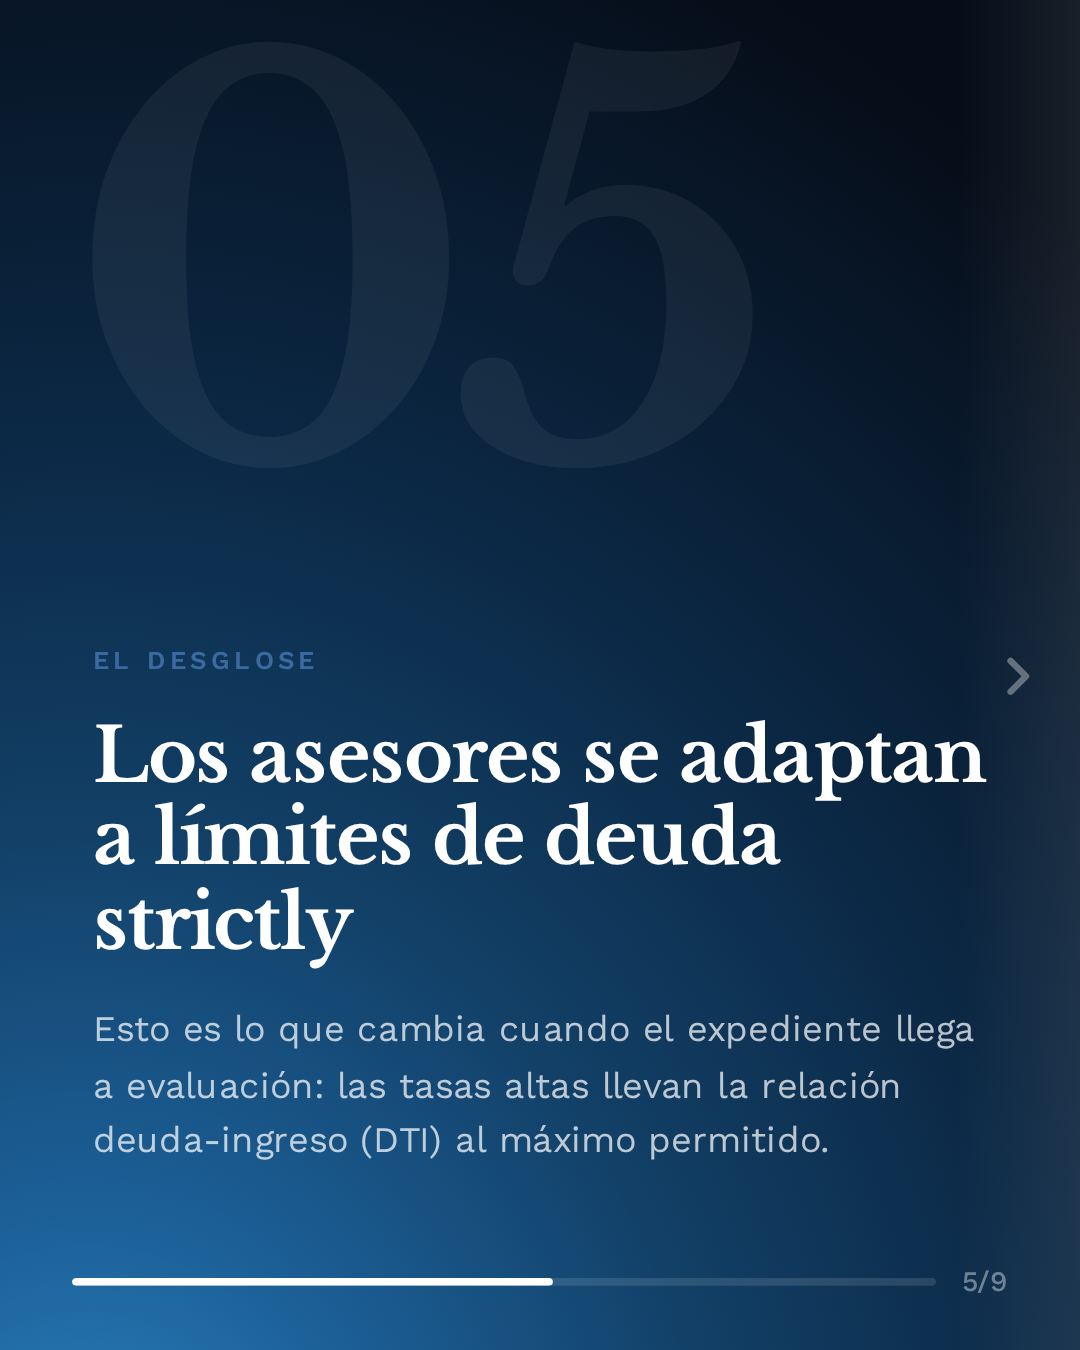 05
EL DESGLOSE
Los asesores se adaptan
a límites de deuda
strictly
Esto es lo que cambia cuando el expediente llega
a evaluación: las tasas altas llevan la relación
deuda-ingreso (DTI) al máximo permitido.
5/9